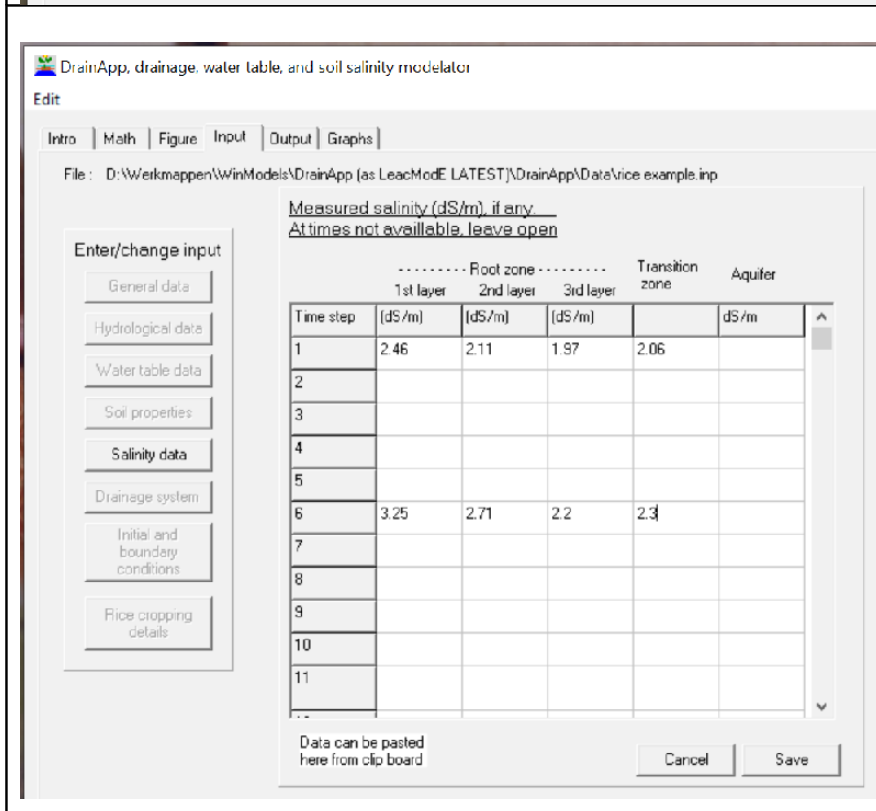 DrainApp, drainage, water table, and soil salinity modelator
Edit
Intro Math Figure Input Output Graphs
File : D:\Werkmappen\WinModels\DrainApp (as LeacModE LATEST)\DrainApp\Data\rice example.inp
Measured salinity (dS/m), if any.
At times not availlable, leave open
Enter/change input
General data
Hydrological data
Water table data
Soil properties
Salinity data
Drainage system
Initial and
boundary
conditions
Rice cropping
details
- - - - - - - - - Root zone - - - - - - - - - Transition
zone Aquifer
1st layer 2nd layer 3rd layer
Time step (dS/m) (dS/m) (dS/m) dS/m
1 2.46 2.11 1.97 2.06
2
3
4
5
6 3.25 2.71 2.2 2.3
7
8
9
10
11
Data can be pasted
here from clip board
Cancel Save